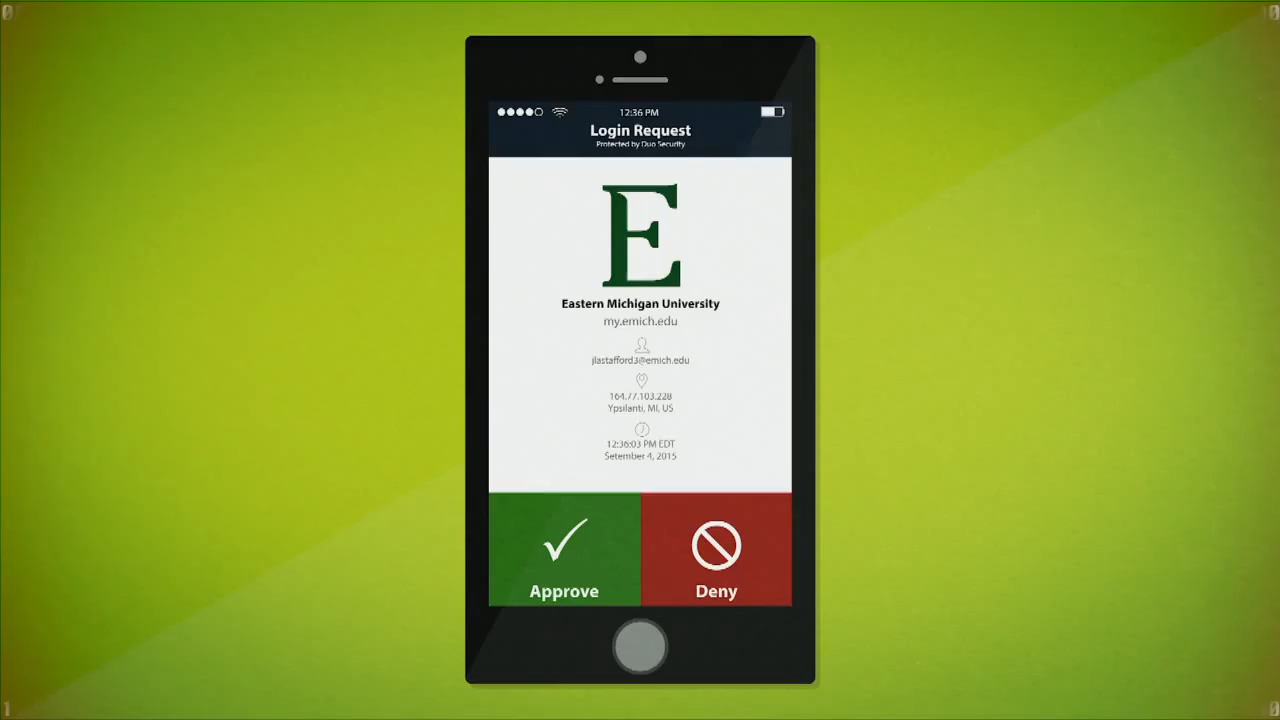 12:36 PM
Login Request
Protected by Duo Security
E
Eastern Michigan University
my.emich.edu
jlastafford3@emich.edu
164.77.103.228
Ypsilanti, MI, US
12:36:03 PM EDT
Setember 4, 2015
Approve
Deny